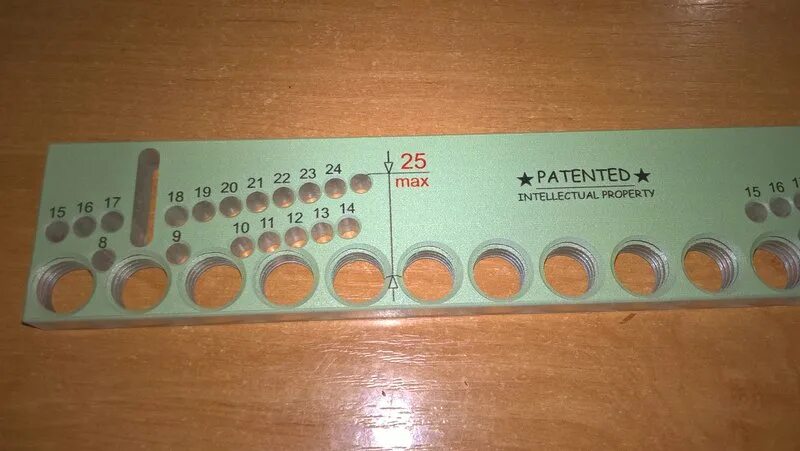 15 16 17 18 19 20 21 22 23 24 25
max
8 9 10 11 12 13 14
★PATENTED★
INTELLECTUAL PROPERTY
15 16